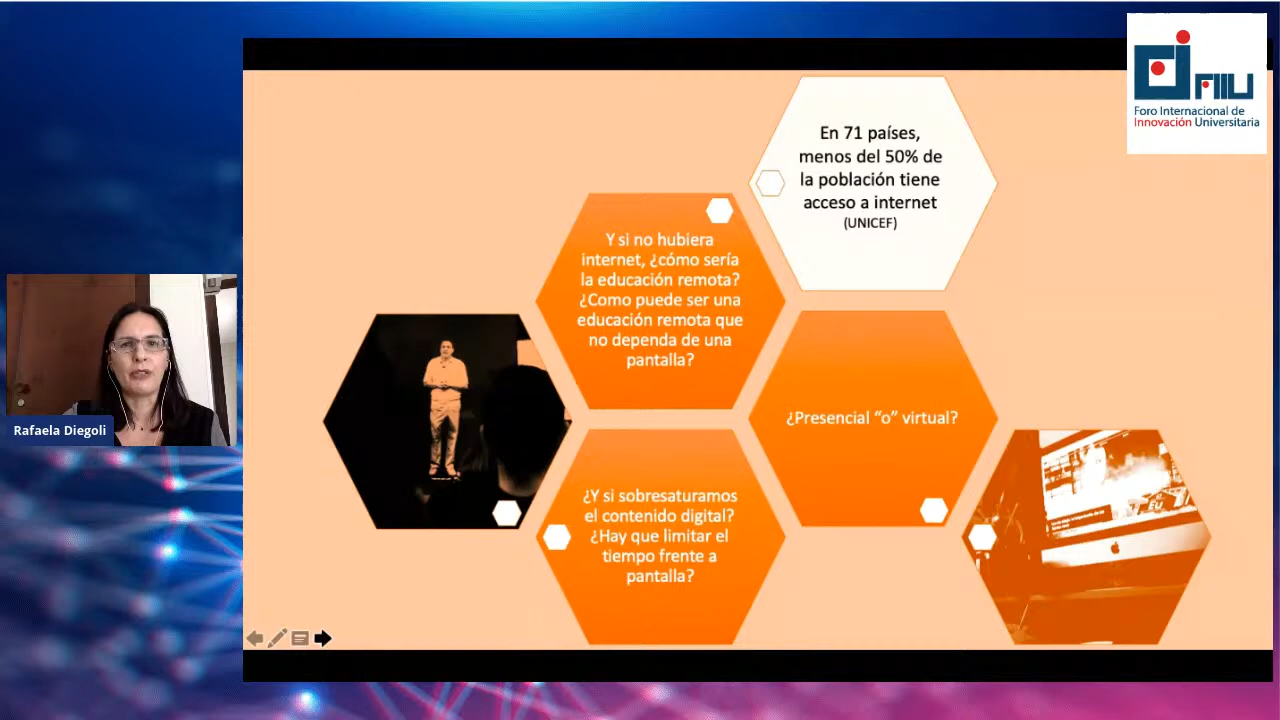 FIIU
Foro Internacional de
Innovación Universitaria
En 71 países,
menos del 50% de
la población tiene
acceso a internet
(UNICEF)
Y si no hubiera
internet, ¿cómo sería
la educación remota?
¿Como puede ser una
educación remota que
no dependa de una
pantalla?
¿Presencial “o” virtual?
¿Y si sobresaturamos
el contenido digital?
¿Hay que limitar el
tiempo frente a
pantalla?
EU
Rafaela Diegoli